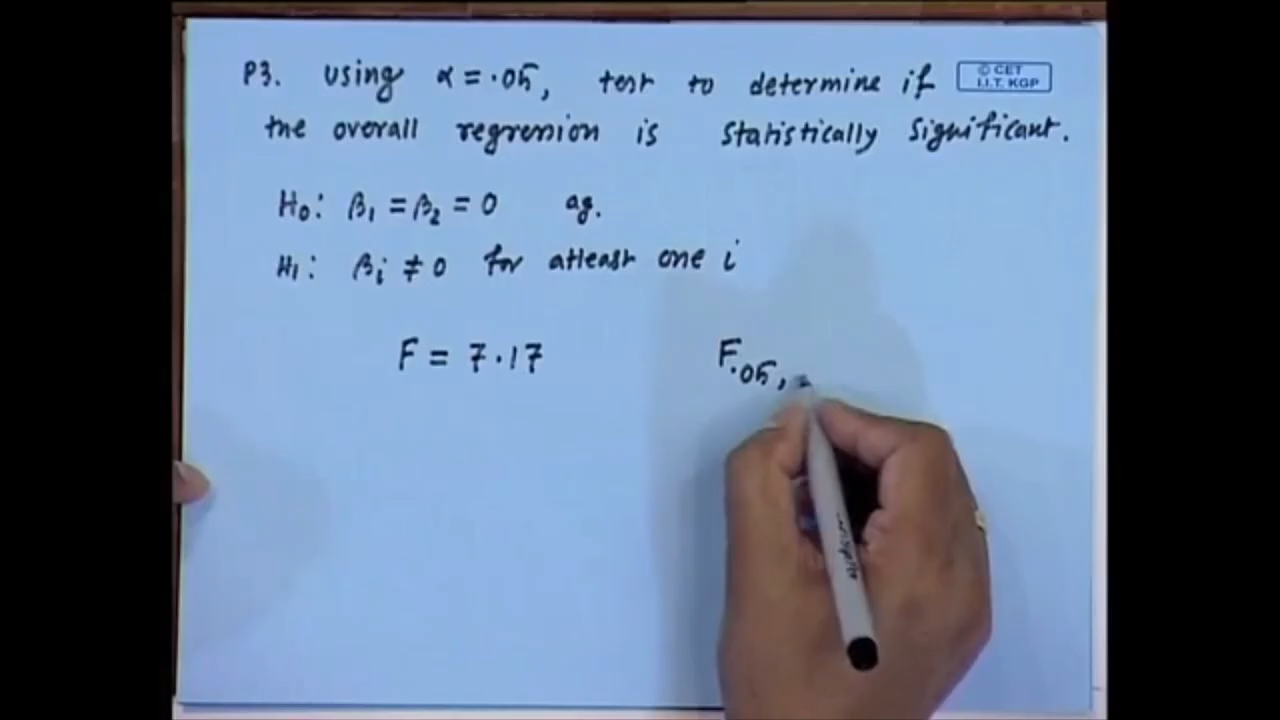 P3. Using α = .05, test to determine if
© CET
I.I.T. KGP
the overall regression is statistically significant.
H₀: β₁ = β₂ = 0 ag.
H₁: βᵢ ≠ 0 for atleast one i
F = 7.17 F.05,